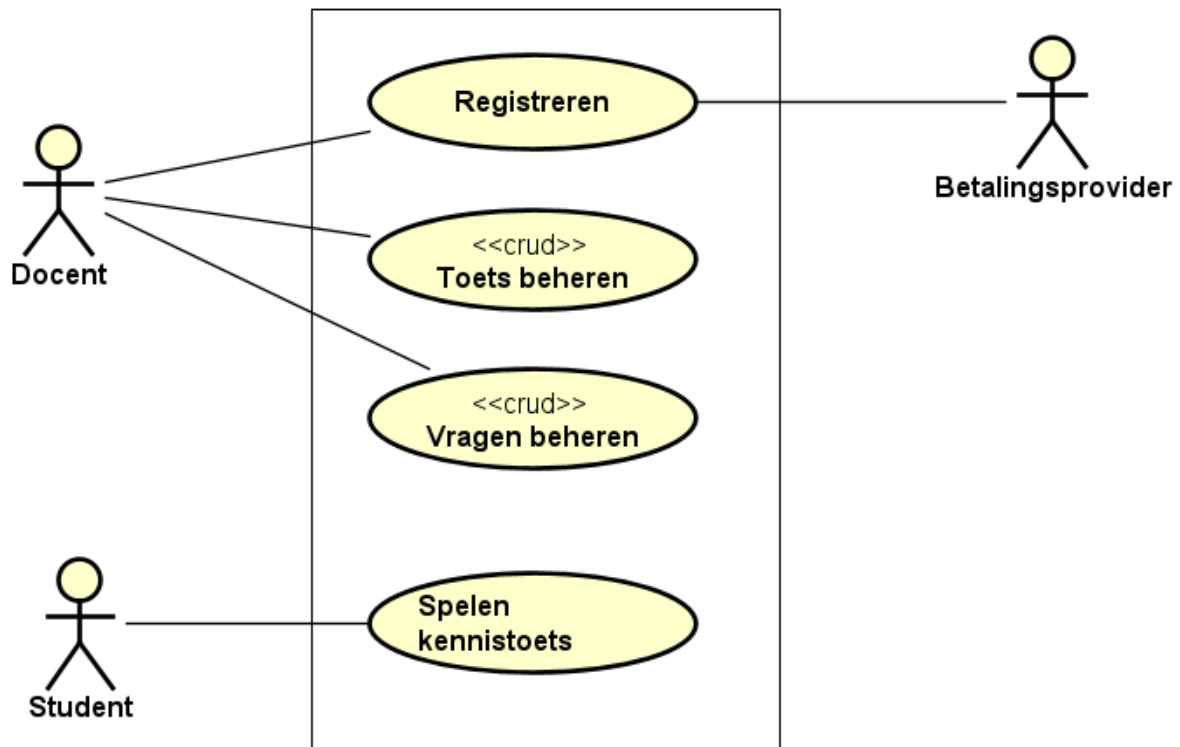 Registreren
Betalingsprovider
Docent
<<crud>>
Toets beheren
<<crud>>
Vragen beheren
Spelen
kennistoets
Student